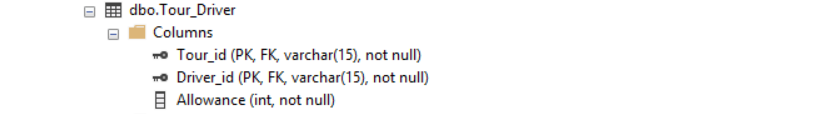 dbo.Tour_Driver
Columns
Tour_id (PK, FK, varchar(15), not null)
Driver_id (PK, FK, varchar(15), not null)
Allowance (int, not null)